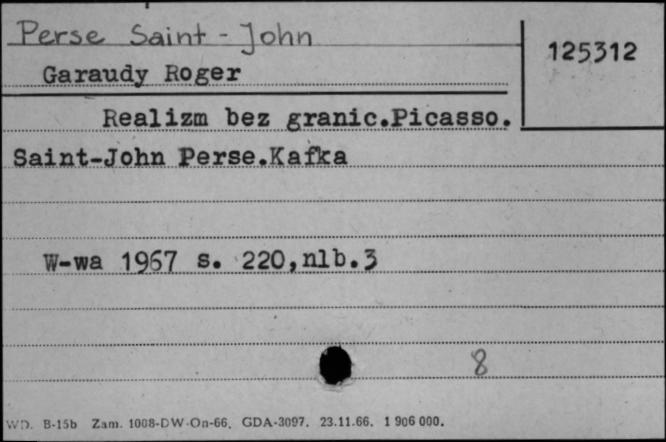 Perse Saint-John
125312
Garaudy Roger
Realizm bez granic.Picasso.
Saint-John Perse.Kafka
W-wa 1967 s. 220,nlb.3
8
WD. B-15b Zam. 1008-DW-On-66. GDA-3097. 23.11.66. 1 906 000.